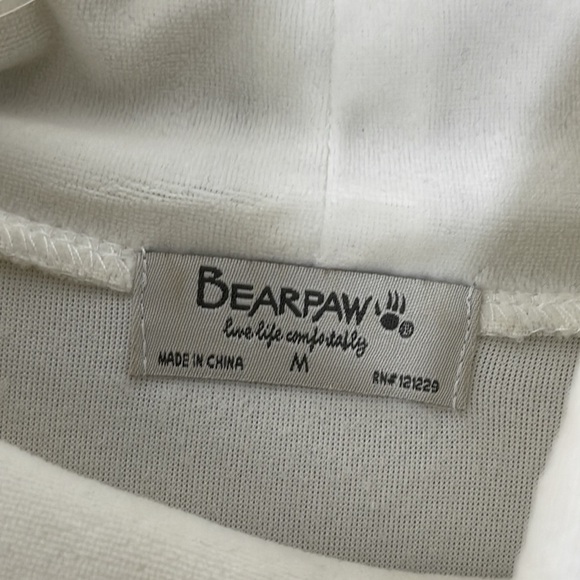 BEARPAW®
live life comfortably
MADE IN CHINA M RN# 121229